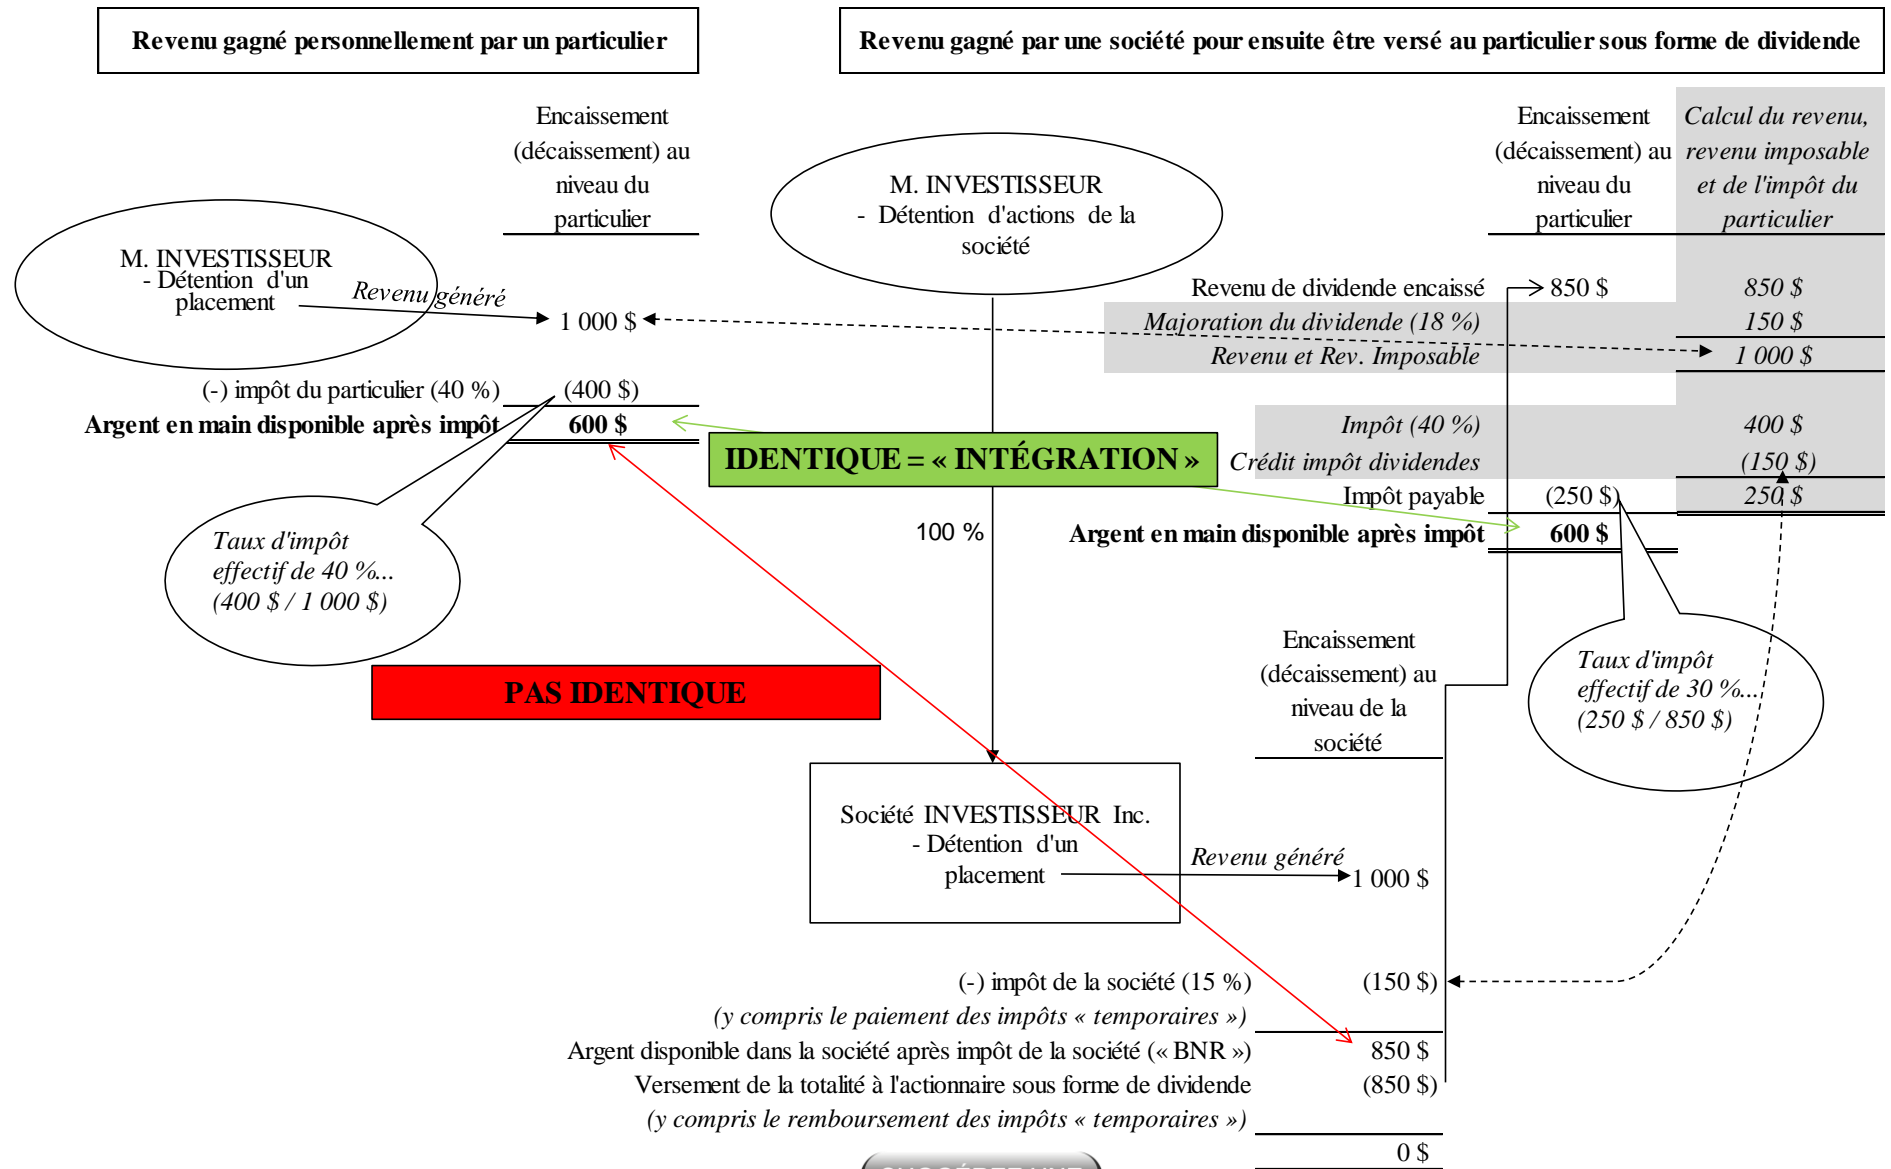 Revenu gagné personnellement par un particulier
Revenu gagné par une société pour ensuite être versé au particulier sous forme de dividende
Encaissement
(décaissement) au
niveau du
particulier
M. INVESTISSEUR
- Détention d'un
placement
Revenu généré
1 000 $
(-) impôt du particulier (40 %)
(400 $)
Argent en main disponible après impôt
600 $
Taux d'impôt
effectif de 40 %...
(400 $ / 1 000 $)
M. INVESTISSEUR
- Détention d'actions de la
société
Encaissement
(décaissement) au
niveau du
particulier
Calcul du revenu,
revenu imposable
et de l'impôt du
particulier
Revenu de dividende encaissé
850 $
850 $
Majoration du dividende (18 %)
150 $
Revenu et Rev. Imposable
1 000 $
Impôt (40 %)
400 $
Crédit impôt dividendes
(150 $)
Impôt payable
(250 $)
250 $
Argent en main disponible après impôt
600 $
IDENTIQUE = « INTÉGRATION »
100 %
PAS IDENTIQUE
Taux d'impôt
effectif de 30 %...
(250 $ / 850 $)
Encaissement
(décaissement) au
niveau de la
société
Société INVESTISSEUR Inc.
- Détention d'un
placement
Revenu généré
1 000 $
(-) impôt de la société (15 %)
(150 $)
(y compris le paiement des impôts « temporaires »)
Argent disponible dans la société après impôt de la société (« BNR »)
850 $
Versement de la totalité à l'actionnaire sous forme de dividende
(850 $)
(y compris le remboursement des impôts « temporaires »)
0 $